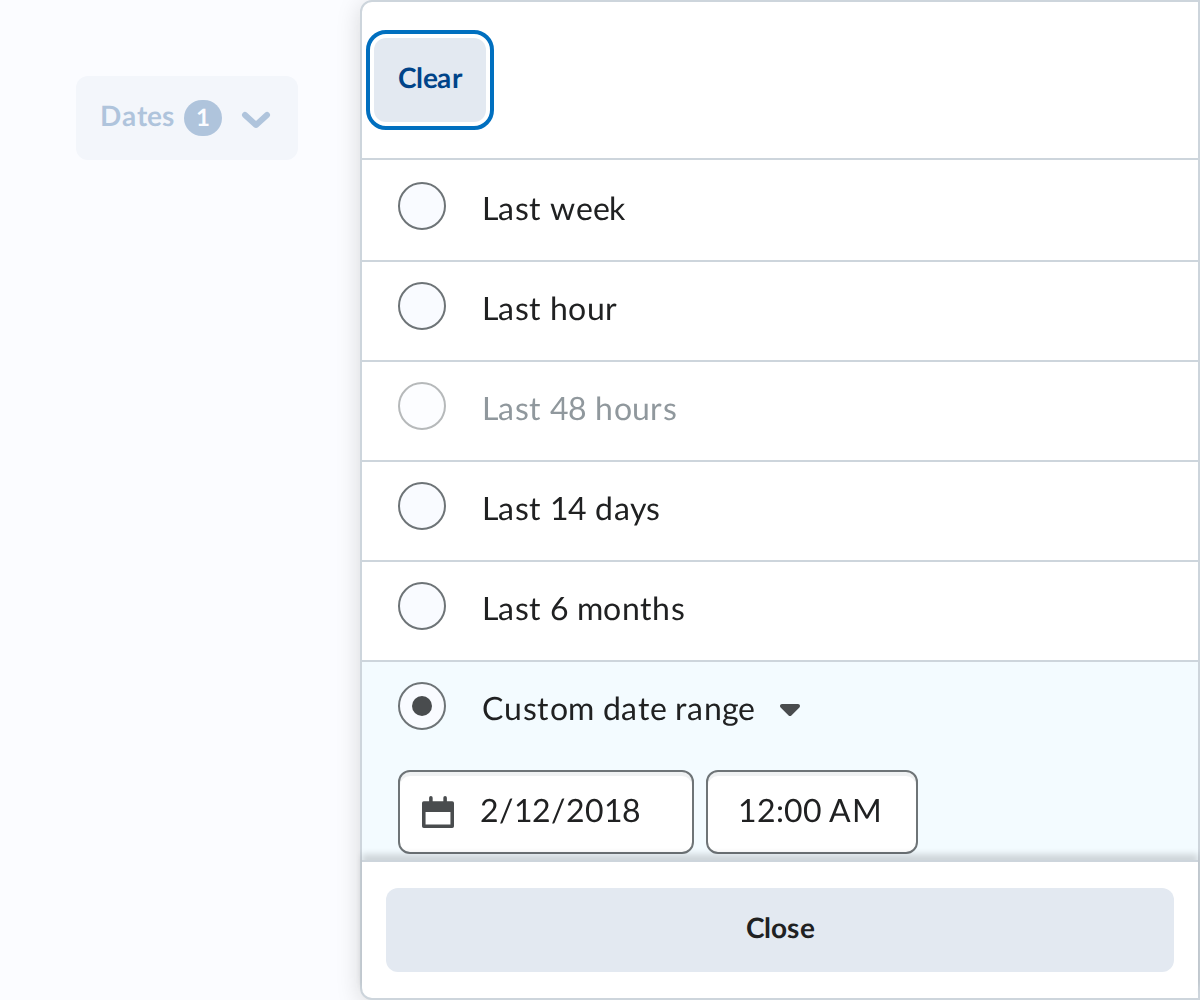 Clear
Dates 1
Last week
Last hour
Last 48 hours
Last 14 days
Last 6 months
Custom date range
2/12/2018 12:00 AM
Close